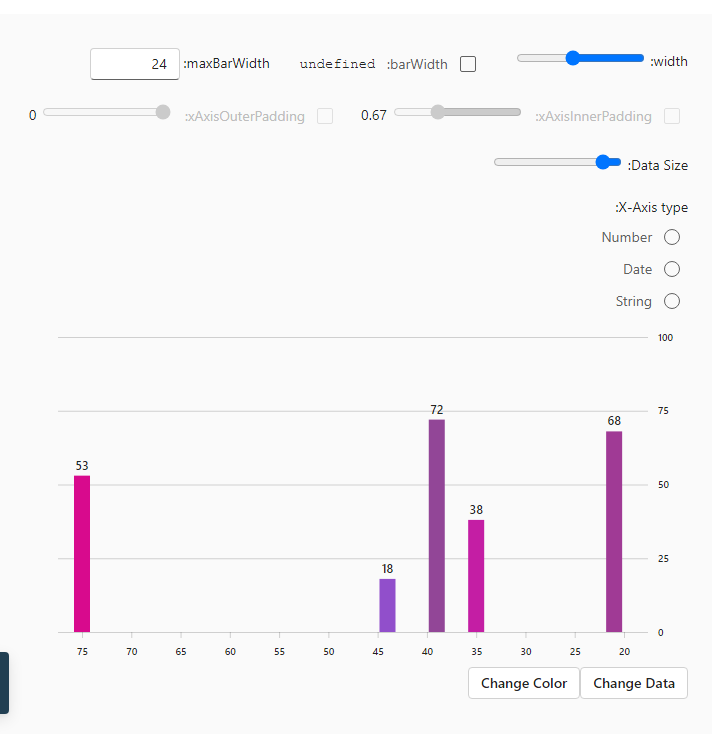 24 :maxBarWidth undefined :barWidth :width
0 :xAxisOuterPadding 0.67 :xAxisInnerPadding
:Data Size
:X-Axis type
Number
Date
String
100
75
72
68
53
50
38
25
18
0
75 70 65 60 55 50 45 40 35 30 25 20
Change Color Change Data